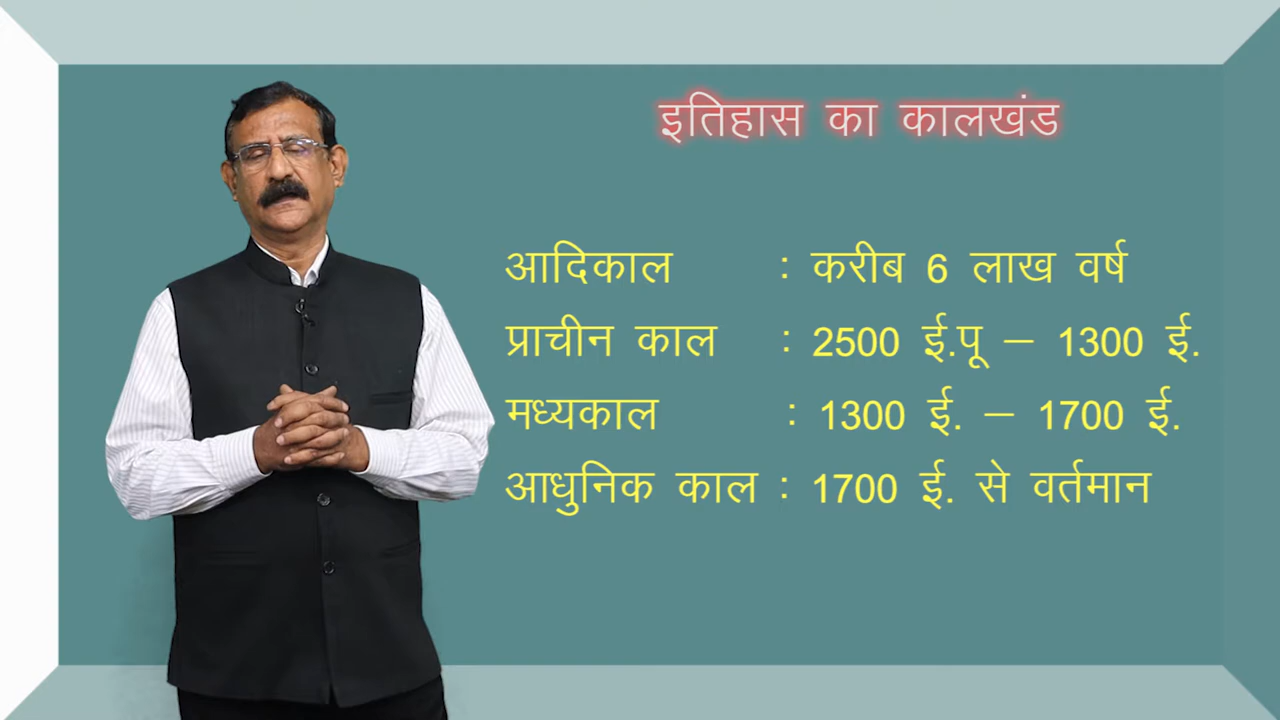 इतिहास का कालखंड
आदिकाल : करीब 6 लाख वर्ष
प्राचीन काल : 2500 ई.पू – 1300 ई.
मध्यकाल : 1300 ई. – 1700 ई.
आधुनिक काल : 1700 ई. से वर्तमान